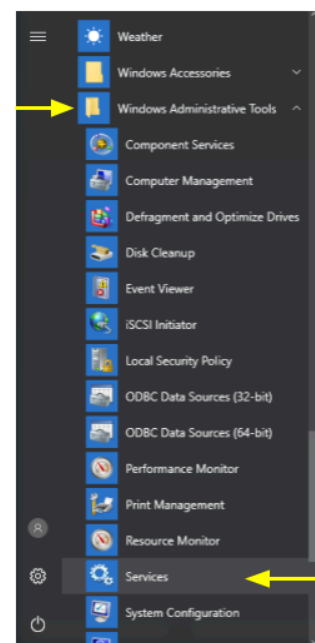 Weather
Windows Accessories
Windows Administrative Tools
Component Services
Computer Management
Defragment and Optimize Drives
Disk Cleanup
Event Viewer
iSCSI Initiator
Local Security Policy
ODBC Data Sources (32-bit)
ODBC Data Sources (64-bit)
Performance Monitor
Print Management
Resource Monitor
Services
System Configuration